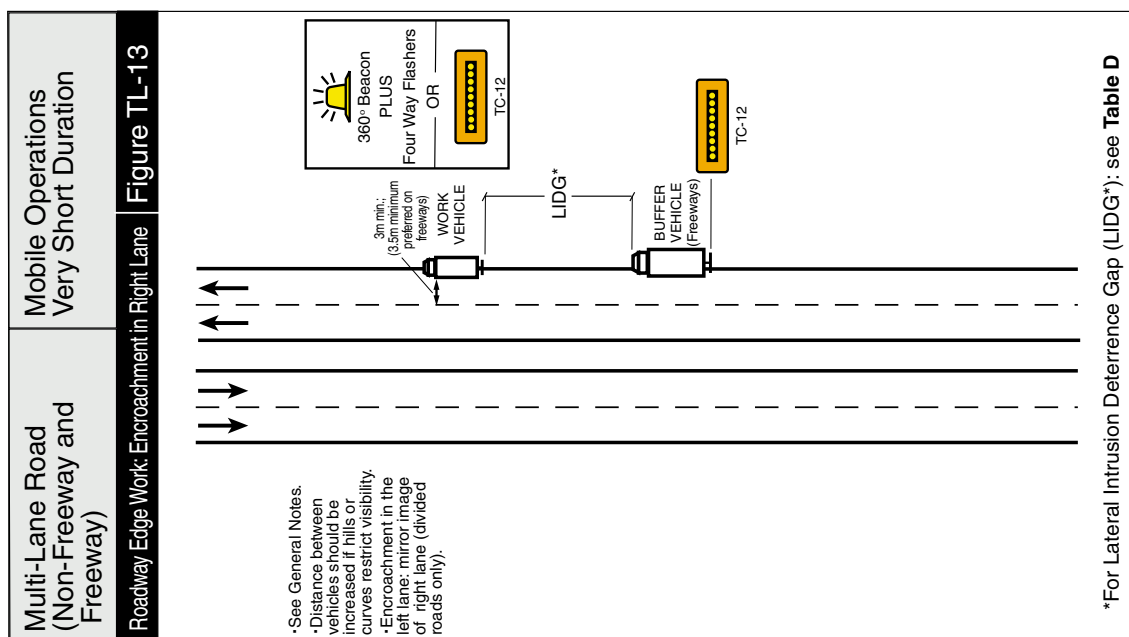 Multi-Lane Road
(Non-Freeway and
Freeway)
Mobile Operations
Very Short Duration
Roadway Edge Work: Encroachment in Right Lane
Figure TL-13
• See General Notes.
• Distance between
vehicles should be
increased if hills or
curves restrict visibility.
• Encroachment in the
left lane: mirror image
of right lane (divided
roads only).
3m min.;
(3.5m minimum
preferred on
freeways)
WORK
VEHICLE
LIDG*
BUFFER
VEHICLE
(Freeways)
360° Beacon
PLUS
Four Way Flashers
OR
TC-12
TC-12
*For Lateral Intrusion Deterrence Gap (LIDG*): see Table D